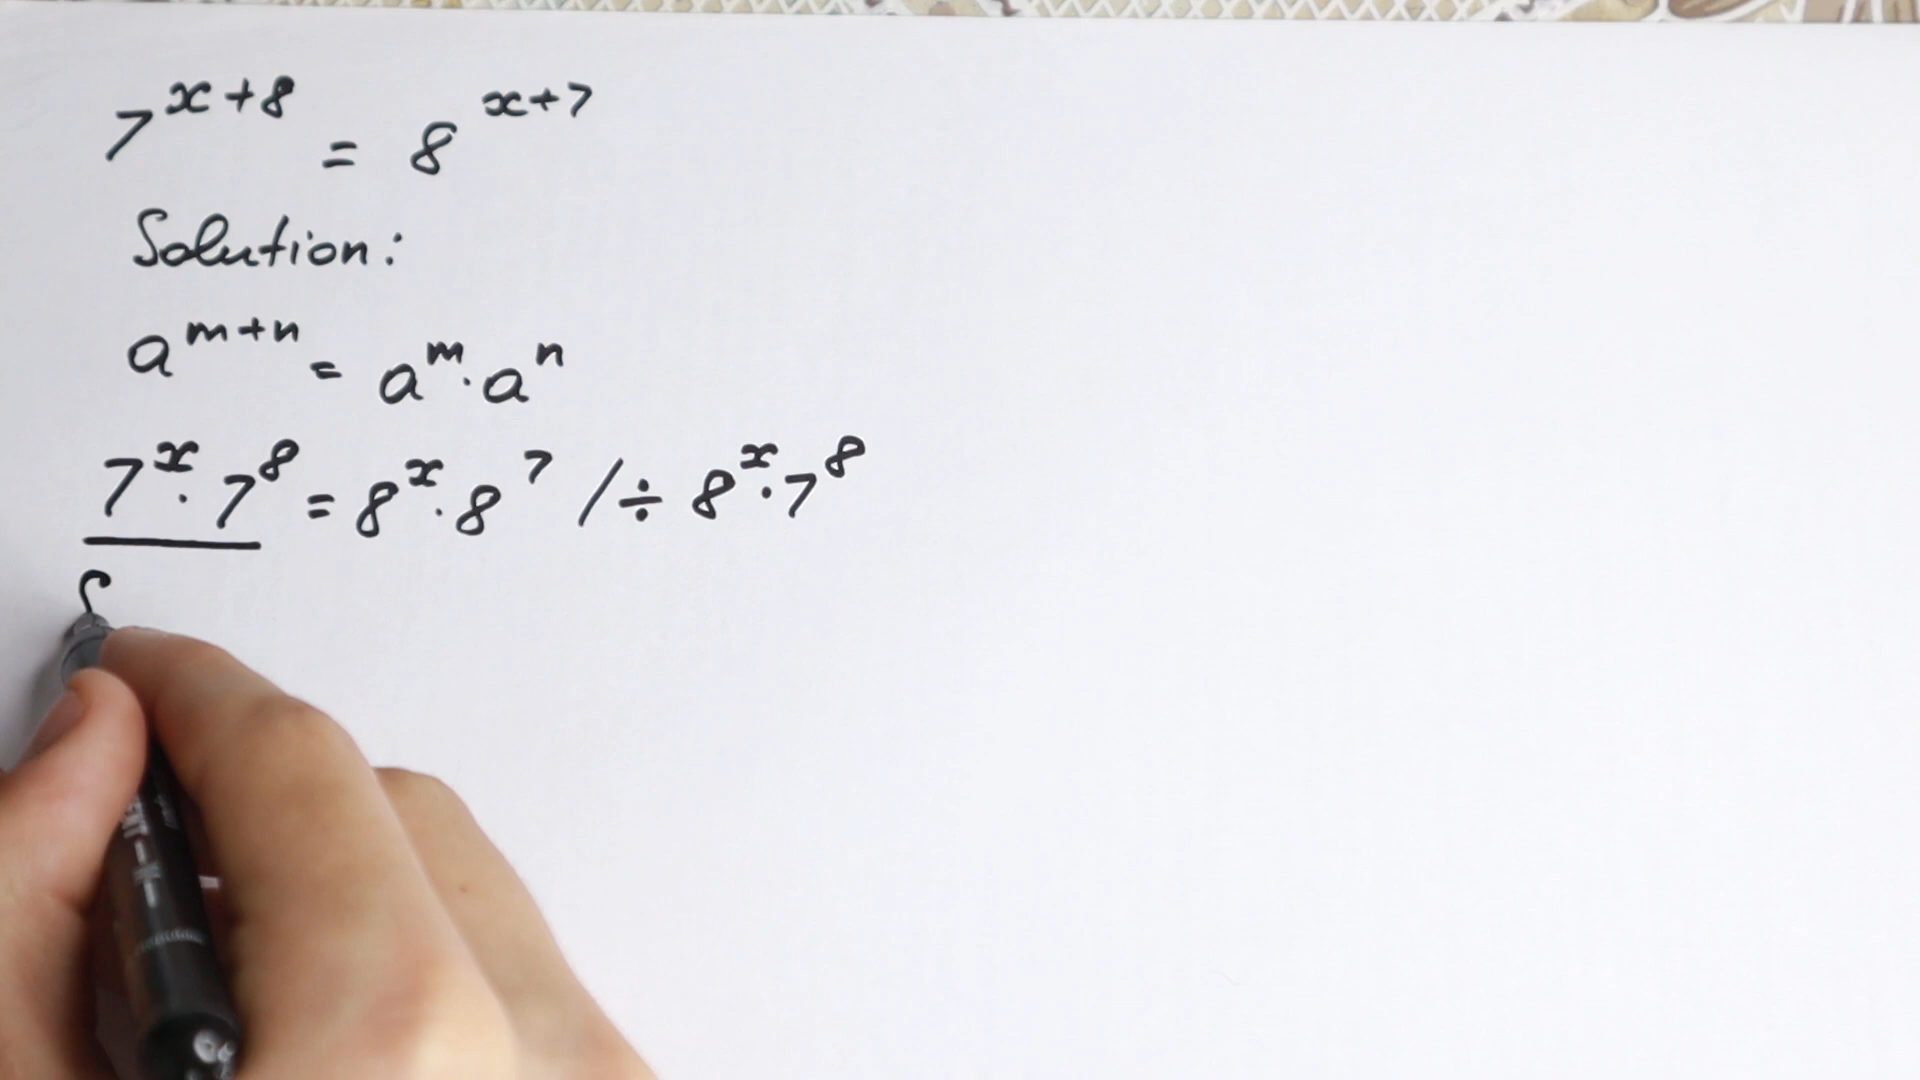 7^{x+8} = 8^{x+7}
Solution:
a^{m+n} = a^m · a^n
7^x · 7^8 = 8^x · 8^7 / ÷ 8^x · 7^8